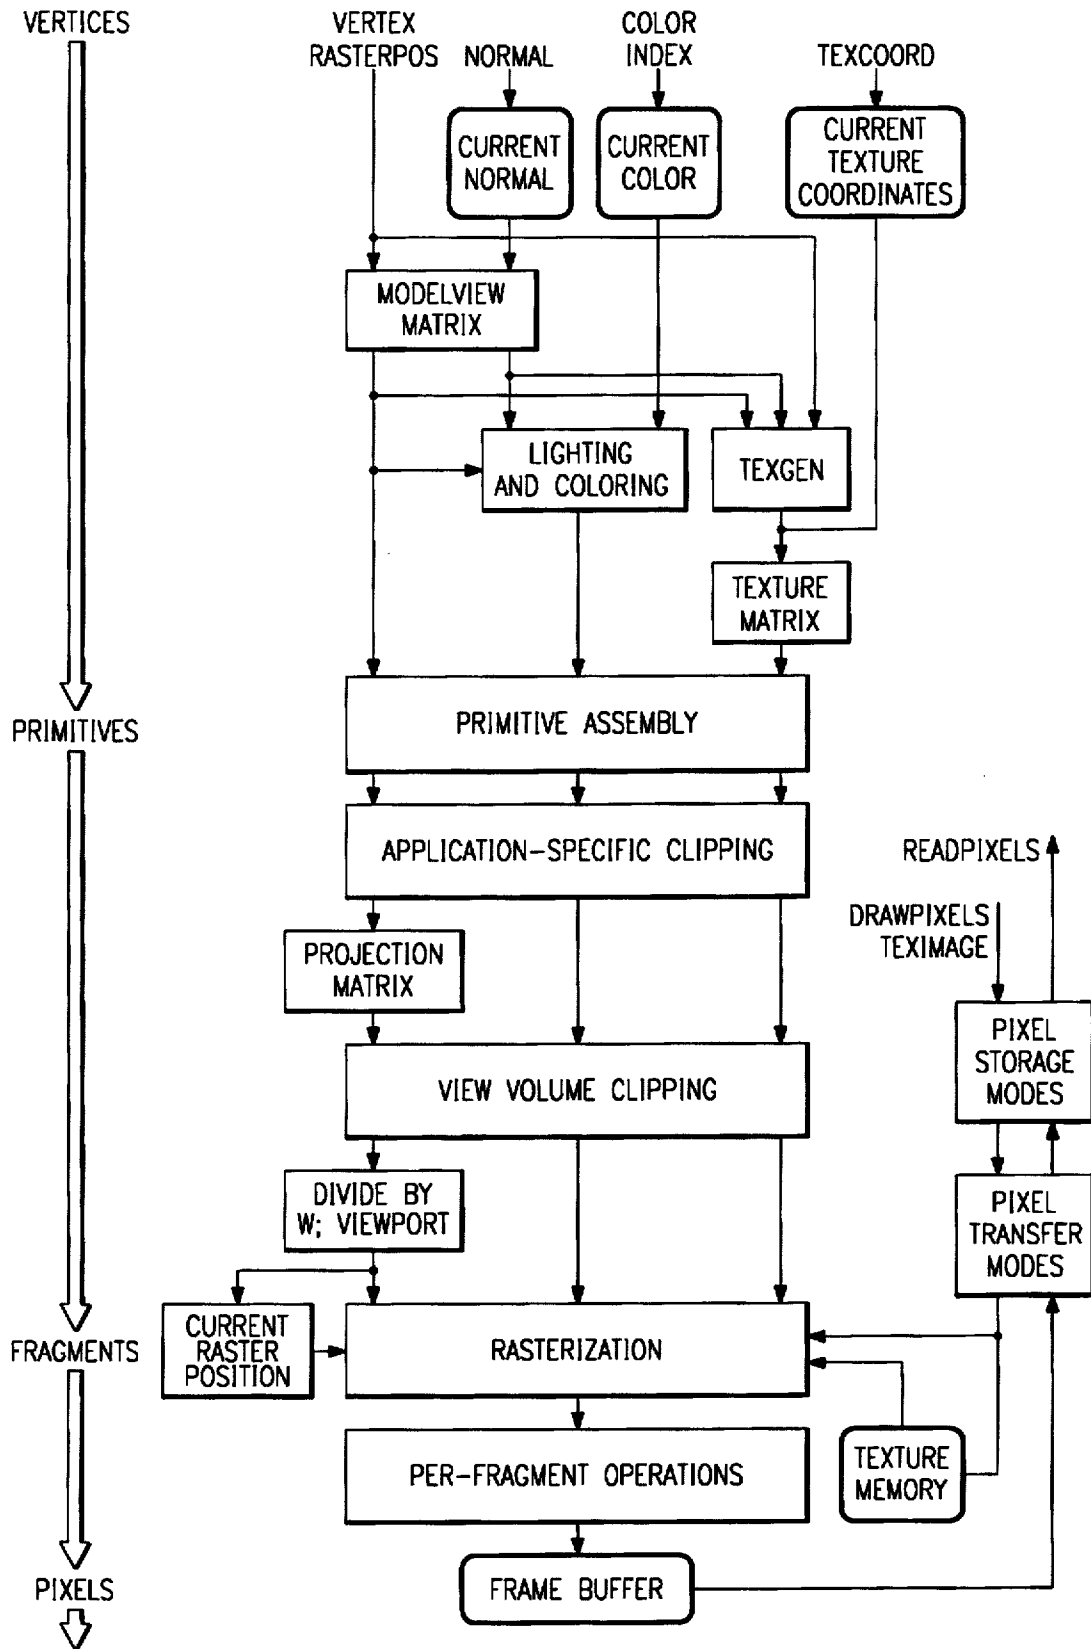 VERTICES
VERTEX
RASTERPOS
NORMAL
COLOR
INDEX
TEXCOORD
CURRENT
NORMAL
CURRENT
COLOR
CURRENT
TEXTURE
COORDINATES
MODELVIEW
MATRIX
LIGHTING
AND COLORING
TEXGEN
TEXTURE
MATRIX
PRIMITIVES
PRIMITIVE ASSEMBLY
APPLICATION-SPECIFIC CLIPPING
READPIXELS
DRAWPIXELS
TEXIMAGE
PROJECTION
MATRIX
PIXEL
STORAGE
MODES
VIEW VOLUME CLIPPING
DIVIDE BY
W; VIEWPORT
PIXEL
TRANSFER
MODES
FRAGMENTS
CURRENT
RASTER
POSITION
RASTERIZATION
PER-FRAGMENT OPERATIONS
TEXTURE
MEMORY
PIXELS
FRAME BUFFER